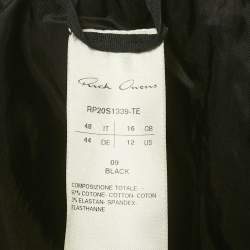 Rick Owens
RP20S1339-TE
48 IT 16 GB
44 DE 12 US
09
BLACK
COMPOSIZIONE TOTALE
97% COTONE-COTTON-COTON
3% ELASTAN-SPANDEX-
ELASTHANNE